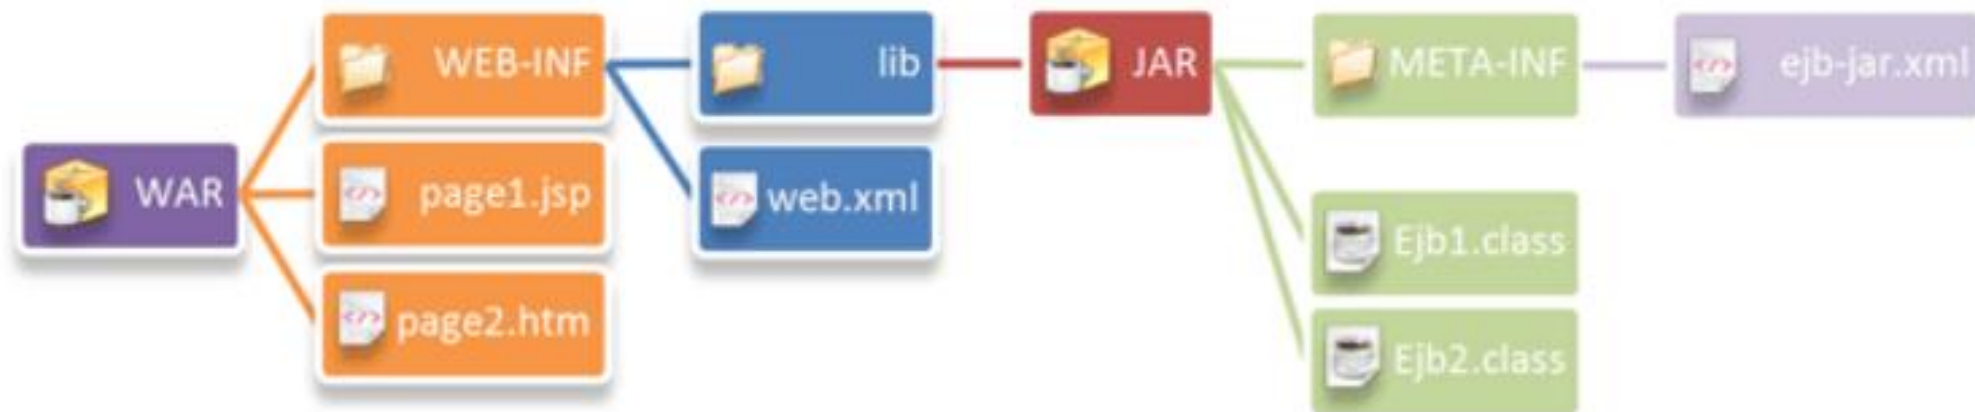 WAR
WEB-INF
page1.jsp
page2.htm
lib
web.xml
JAR
META-INF
Ejb1.class
Ejb2.class
ejb-jar.xml